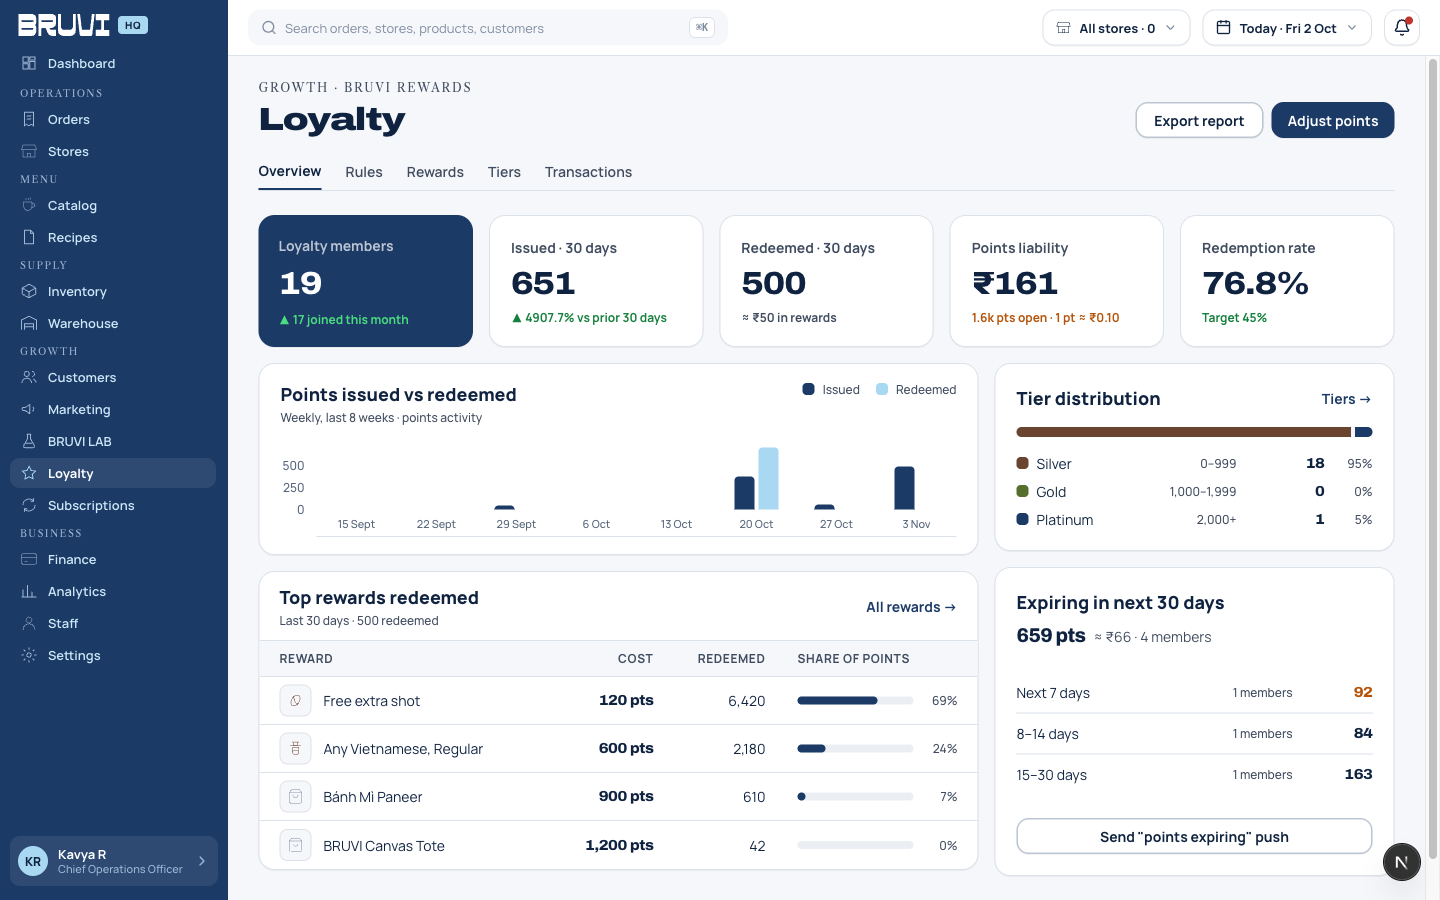 BRUVI HQ
Search orders, stores, products, customers
⌘K
All stores · 0
Today · Fri 2 Oct
Dashboard
OPERATIONS
Orders
Stores
MENU
Catalog
Recipes
SUPPLY
Inventory
Warehouse
GROWTH
Customers
Marketing
BRUVI LAB
Loyalty
Subscriptions
BUSINESS
Finance
Analytics
Staff
Settings
KR
Kavya R
Chief Operations Officer
GROWTH · BRUVI REWARDS
Loyalty
Export report
Adjust points
Overview Rules Rewards Tiers Transactions
Loyalty members
19
▲ 17 joined this month
Issued · 30 days
651
▲ 4907.7% vs prior 30 days
Redeemed · 30 days
500
≈ ₹50 in rewards
Points liability
₹161
1.6k pts open · 1 pt ≈ ₹0.10
Redemption rate
76.8%
Target 45%
Points issued vs redeemed
Weekly, last 8 weeks · points activity
Issued Redeemed
500
250
0
15 Sept 22 Sept 29 Sept 6 Oct 13 Oct 20 Oct 27 Oct 3 Nov
Tier distribution
Tiers →
Silver 0–999 18 95%
Gold 1,000–1,999 0 0%
Platinum 2,000+ 1 5%
Top rewards redeemed
Last 30 days · 500 redeemed
All rewards →
REWARD COST REDEEMED SHARE OF POINTS
Free extra shot 120 pts 6,420 69%
Any Vietnamese, Regular 600 pts 2,180 24%
Bánh Mì Paneer 900 pts 610 7%
BRUVI Canvas Tote 1,200 pts 42 0%
Expiring in next 30 days
659 pts ≈ ₹66 · 4 members
Next 7 days 1 members 92
8–14 days 1 members 84
15–30 days 1 members 163
Send "points expiring" push
N